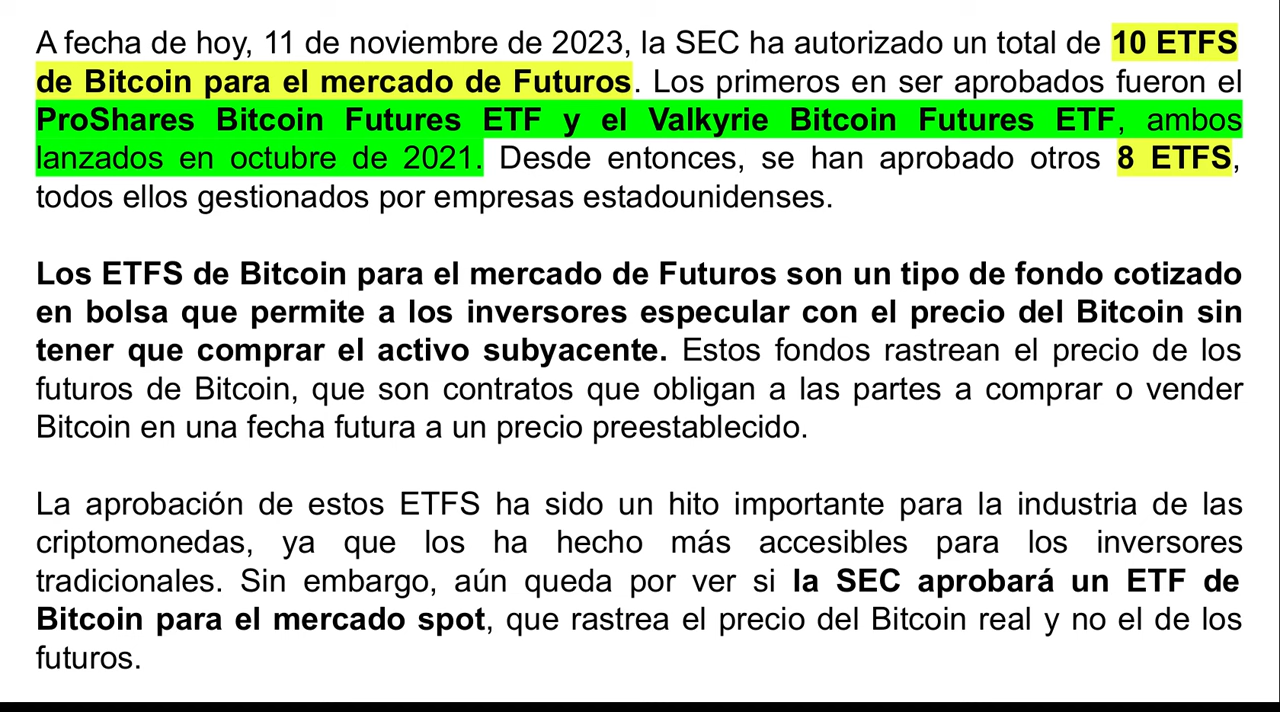 A fecha de hoy, 11 de noviembre de 2023, la SEC ha autorizado un total de 10 ETFS
de Bitcoin para el mercado de Futuros. Los primeros en ser aprobados fueron el
ProShares Bitcoin Futures ETF y el Valkyrie Bitcoin Futures ETF, ambos
lanzados en octubre de 2021. Desde entonces, se han aprobado otros 8 ETFS,
todos ellos gestionados por empresas estadounidenses.
Los ETFS de Bitcoin para el mercado de Futuros son un tipo de fondo cotizado
en bolsa que permite a los inversores especular con el precio del Bitcoin sin
tener que comprar el activo subyacente. Estos fondos rastrean el precio de los
futuros de Bitcoin, que son contratos que obligan a las partes a comprar o vender
Bitcoin en una fecha futura a un precio preestablecido.
La aprobación de estos ETFS ha sido un hito importante para la industria de las
criptomonedas, ya que los ha hecho más accesibles para los inversores
tradicionales. Sin embargo, aún queda por ver si la SEC aprobará un ETF de
Bitcoin para el mercado spot, que rastrea el precio del Bitcoin real y no el de los
futuros.